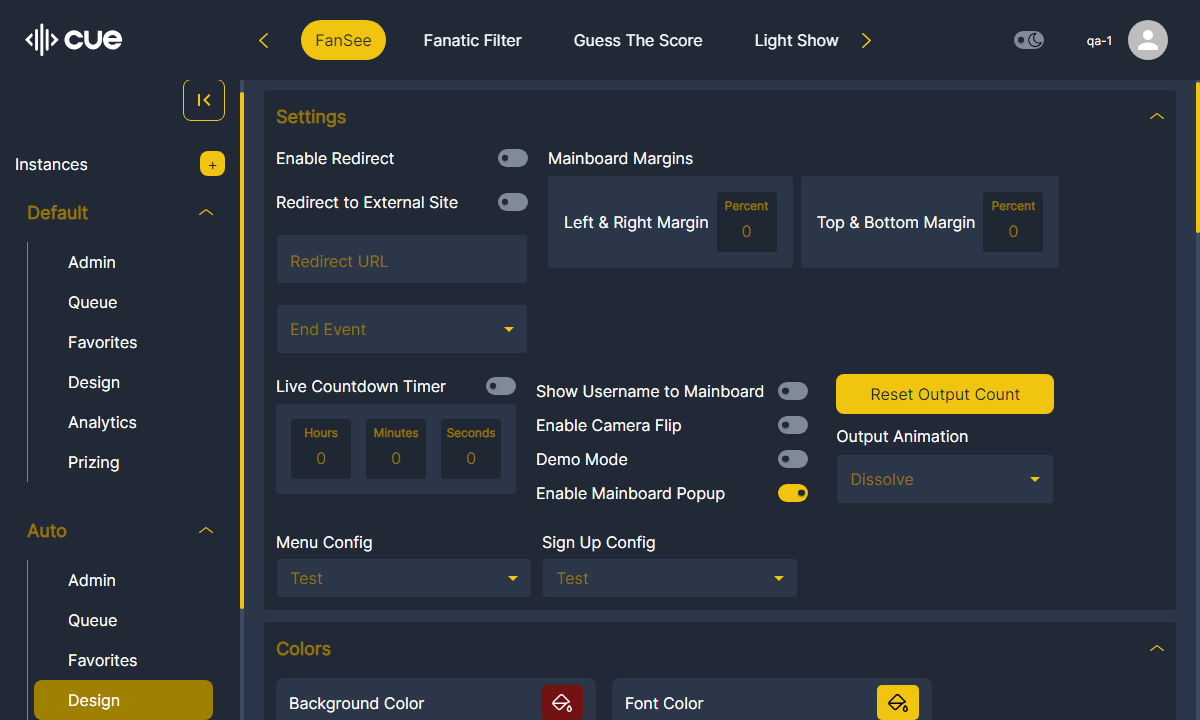 cue
FanSee
Fanatic Filter
Guess The Score
Light Show
qa-1
Instances
+
Default
Admin
Queue
Favorites
Design
Analytics
Prizing
Auto
Admin
Queue
Favorites
Design
Settings
Enable Redirect
Redirect to External Site
Redirect URL
End Event
Mainboard Margins
Left & Right Margin
Percent
0
Top & Bottom Margin
Percent
0
Live Countdown Timer
Hours
0
Minutes
0
Seconds
0
Show Username to Mainboard
Enable Camera Flip
Demo Mode
Enable Mainboard Popup
Reset Output Count
Output Animation
Dissolve
Menu Config
Test
Sign Up Config
Test
Colors
Background Color
Font Color